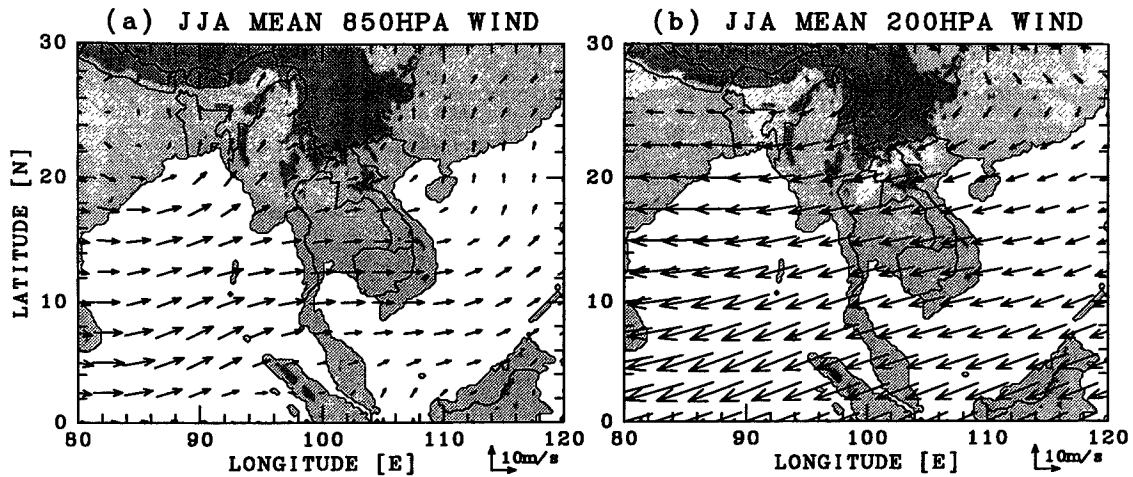 (a) JJA MEAN 850HPA WIND
30
20
10
0
LATITUDE [N]
80 90 100 110 120
LONGITUDE [E]
10m/s
(b) JJA MEAN 200HPA WIND
30
20
10
0
80 90 100 110 120
LONGITUDE [E]
10m/s